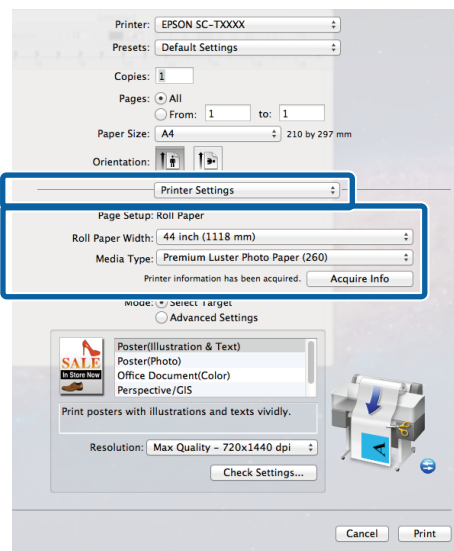 Printer: EPSON SC-TXXXX
Presets: Default Settings
Copies: 1
Pages: All
From: 1 to: 1
Paper Size: A4 210 by 297 mm
Orientation:
Printer Settings
Page Setup: Roll Paper
Roll Paper Width: 44 inch (1118 mm)
Media Type: Premium Luster Photo Paper (260)
Printer information has been acquired. Acquire Info
Mode: Select Target
Advanced Settings
SALE
In Store Now
Poster(Illustration & Text)
Poster(Photo)
Office Document(Color)
Perspective/GIS
Print posters with illustrations and texts vividly.
Resolution: Max Quality - 720x1440 dpi
Check Settings...
A
Cancel Print